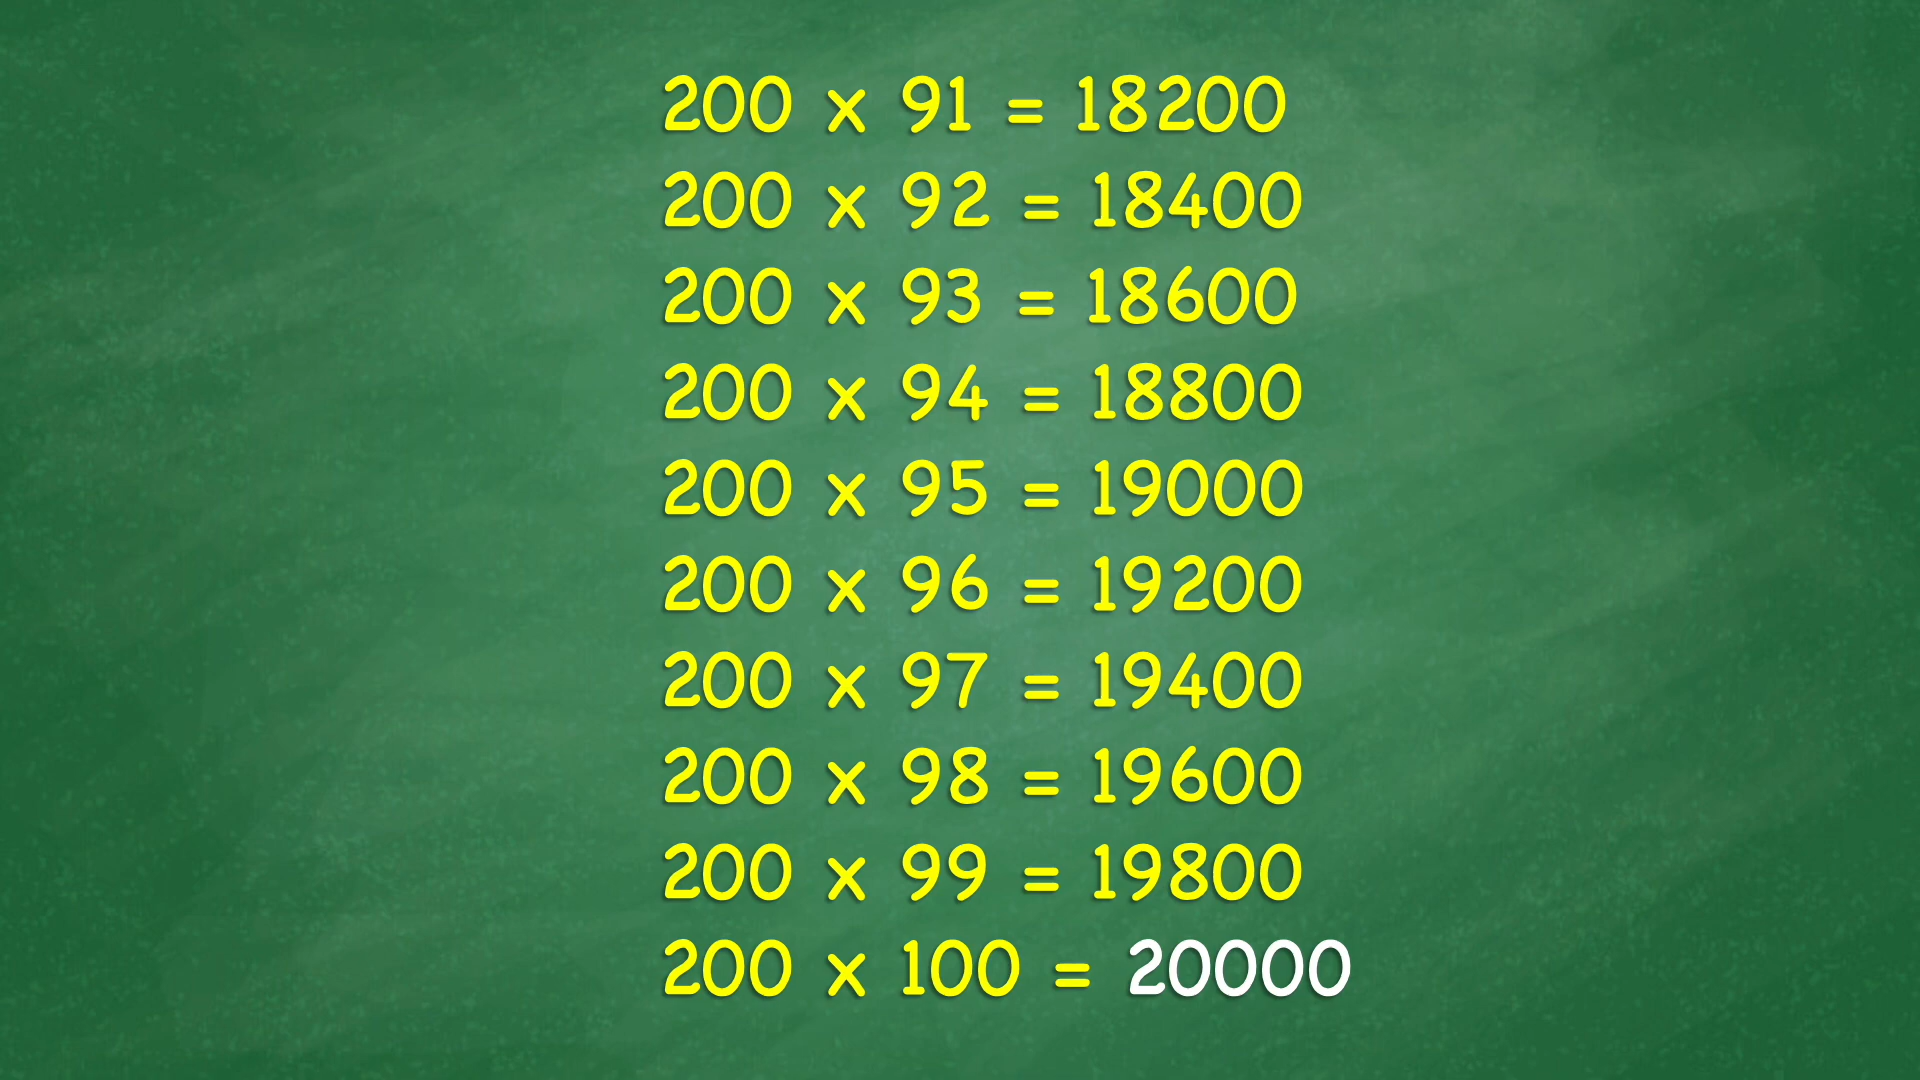 200 x 91 = 18200
200 x 92 = 18400
200 x 93 = 18600
200 x 94 = 18800
200 x 95 = 19000
200 x 96 = 19200
200 x 97 = 19400
200 x 98 = 19600
200 x 99 = 19800
200 x 100 = 20000